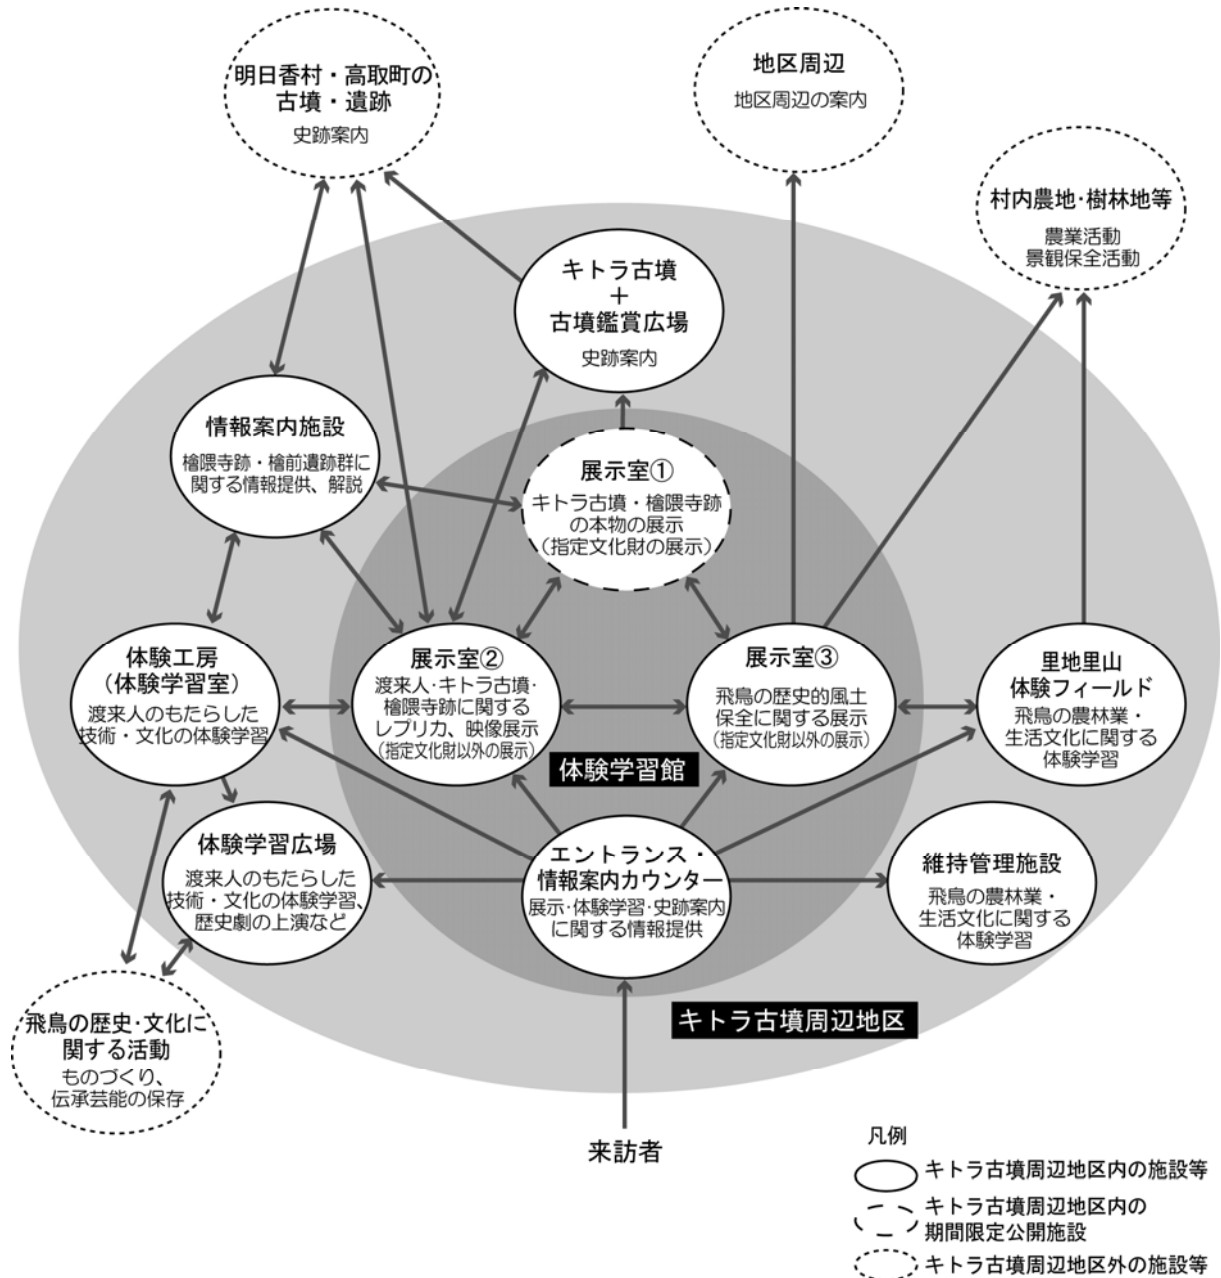 明日香村・高取町の
古墳・遺跡
史跡案内
地区周辺
地区周辺の案内
村内農地・樹林地等
農業活動
景観保全活動
キトラ古墳
＋
古墳鑑賞広場
史跡案内
情報案内施設
檜隈寺跡・檜前遺跡群に
関する情報提供、解説
展示室①
キトラ古墳・檜隈寺跡
の本物の展示
（指定文化財の展示）
体験工房
（体験学習室）
渡来人のもたらした
技術・文化の体験学習
展示室②
渡来人・キトラ古墳・
檜隈寺跡に関する
レプリカ、映像展示
（指定文化財以外の展示）
展示室③
飛鳥の歴史的風土
保全に関する展示
（指定文化財以外の展示）
里地里山
体験フィールド
飛鳥の農林業・
生活文化に関する
体験学習
体験学習館
体験学習広場
渡来人のもたらした
技術・文化の体験学習、
歴史劇の上演など
エントランス・
情報案内カウンター
展示・体験学習・史跡案内
に関する情報提供
維持管理施設
飛鳥の農林業・
生活文化に関する
体験学習
キトラ古墳周辺地区
飛鳥の歴史・文化に
関する活動
ものづくり、
伝承芸能の保存
来訪者
凡例
キトラ古墳周辺地区内の施設等
キトラ古墳周辺地区内の
期間限定公開施設
キトラ古墳周辺地区外の施設等